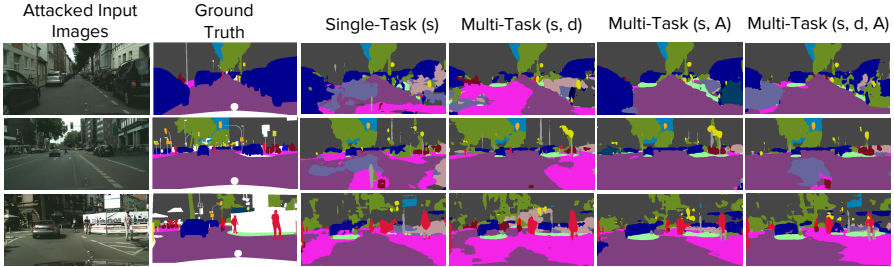 Attacked Input
Images
Ground
Truth
Single-Task (s)
Multi-Task (s, d)
Multi-Task (s, A)
Multi-Task (s, d, A)